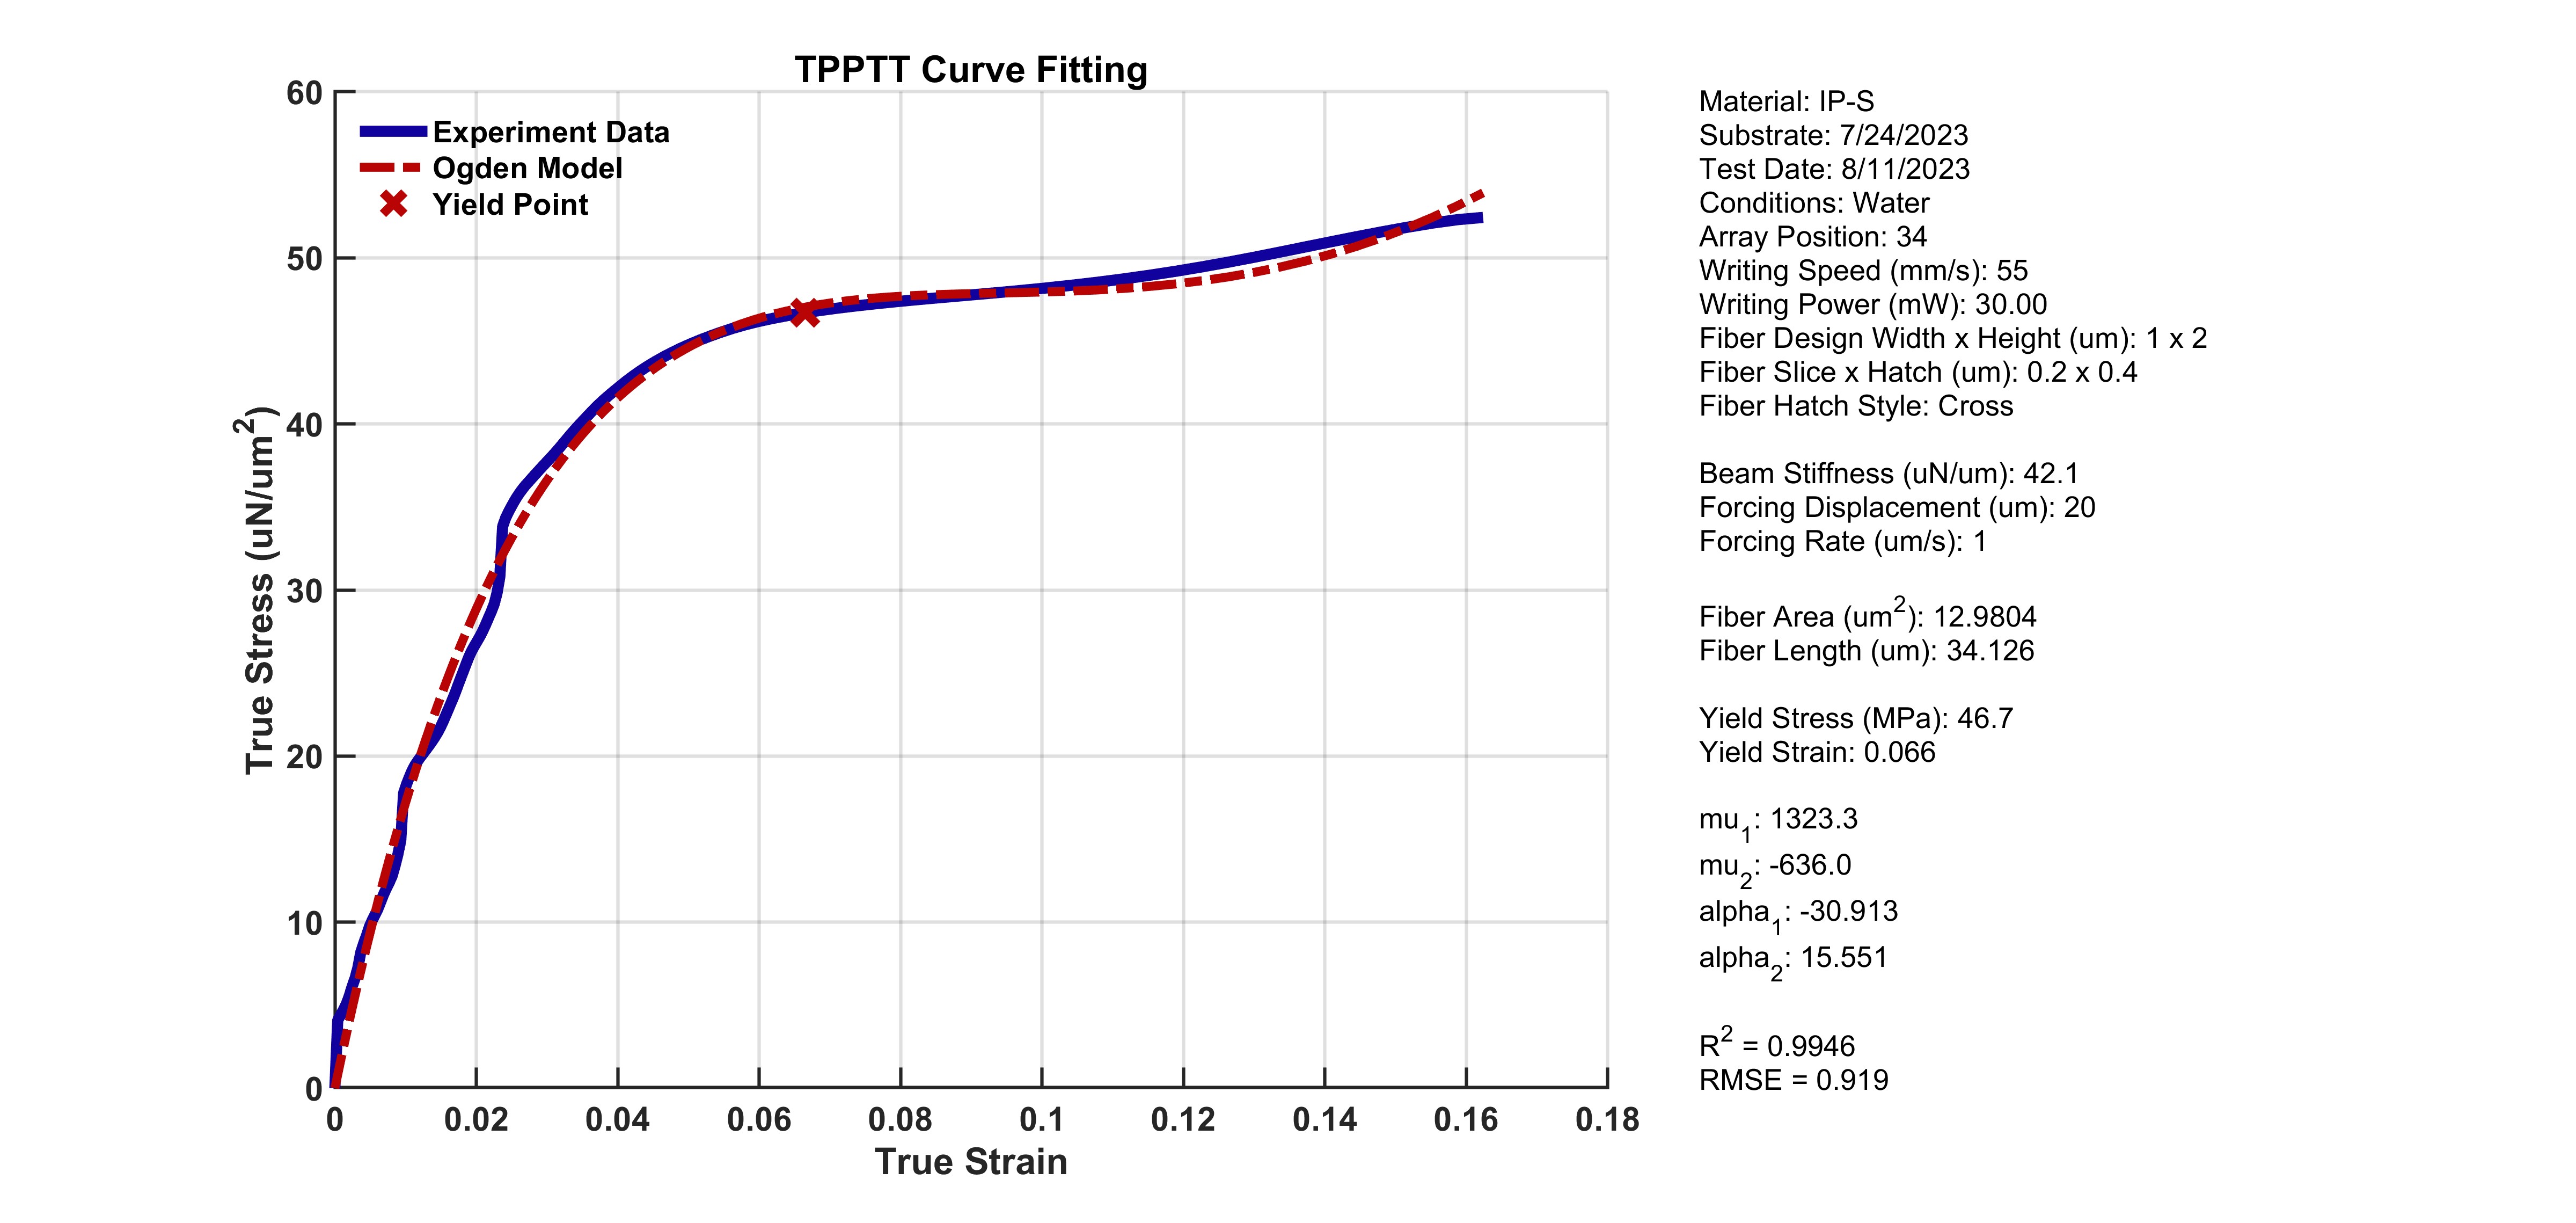 TPPTT Curve Fitting
60
50
40
30
20
10
0
True Stress (uN/um²)
Experiment Data
Ogden Model
Yield Point
0 0.02 0.04 0.06 0.08 0.1 0.12 0.14 0.16 0.18
True Strain
Material: IP-S
Substrate: 7/24/2023
Test Date: 8/11/2023
Conditions: Water
Array Position: 34
Writing Speed (mm/s): 55
Writing Power (mW): 30.00
Fiber Design Width x Height (um): 1 x 2
Fiber Slice x Hatch (um): 0.2 x 0.4
Fiber Hatch Style: Cross
Beam Stiffness (uN/um): 42.1
Forcing Displacement (um): 20
Forcing Rate (um/s): 1
Fiber Area (um²): 12.9804
Fiber Length (um): 34.126
Yield Stress (MPa): 46.7
Yield Strain: 0.066
mu₁: 1323.3
mu₂: -636.0
alpha₁: -30.913
alpha₂: 15.551
R² = 0.9946
RMSE = 0.919